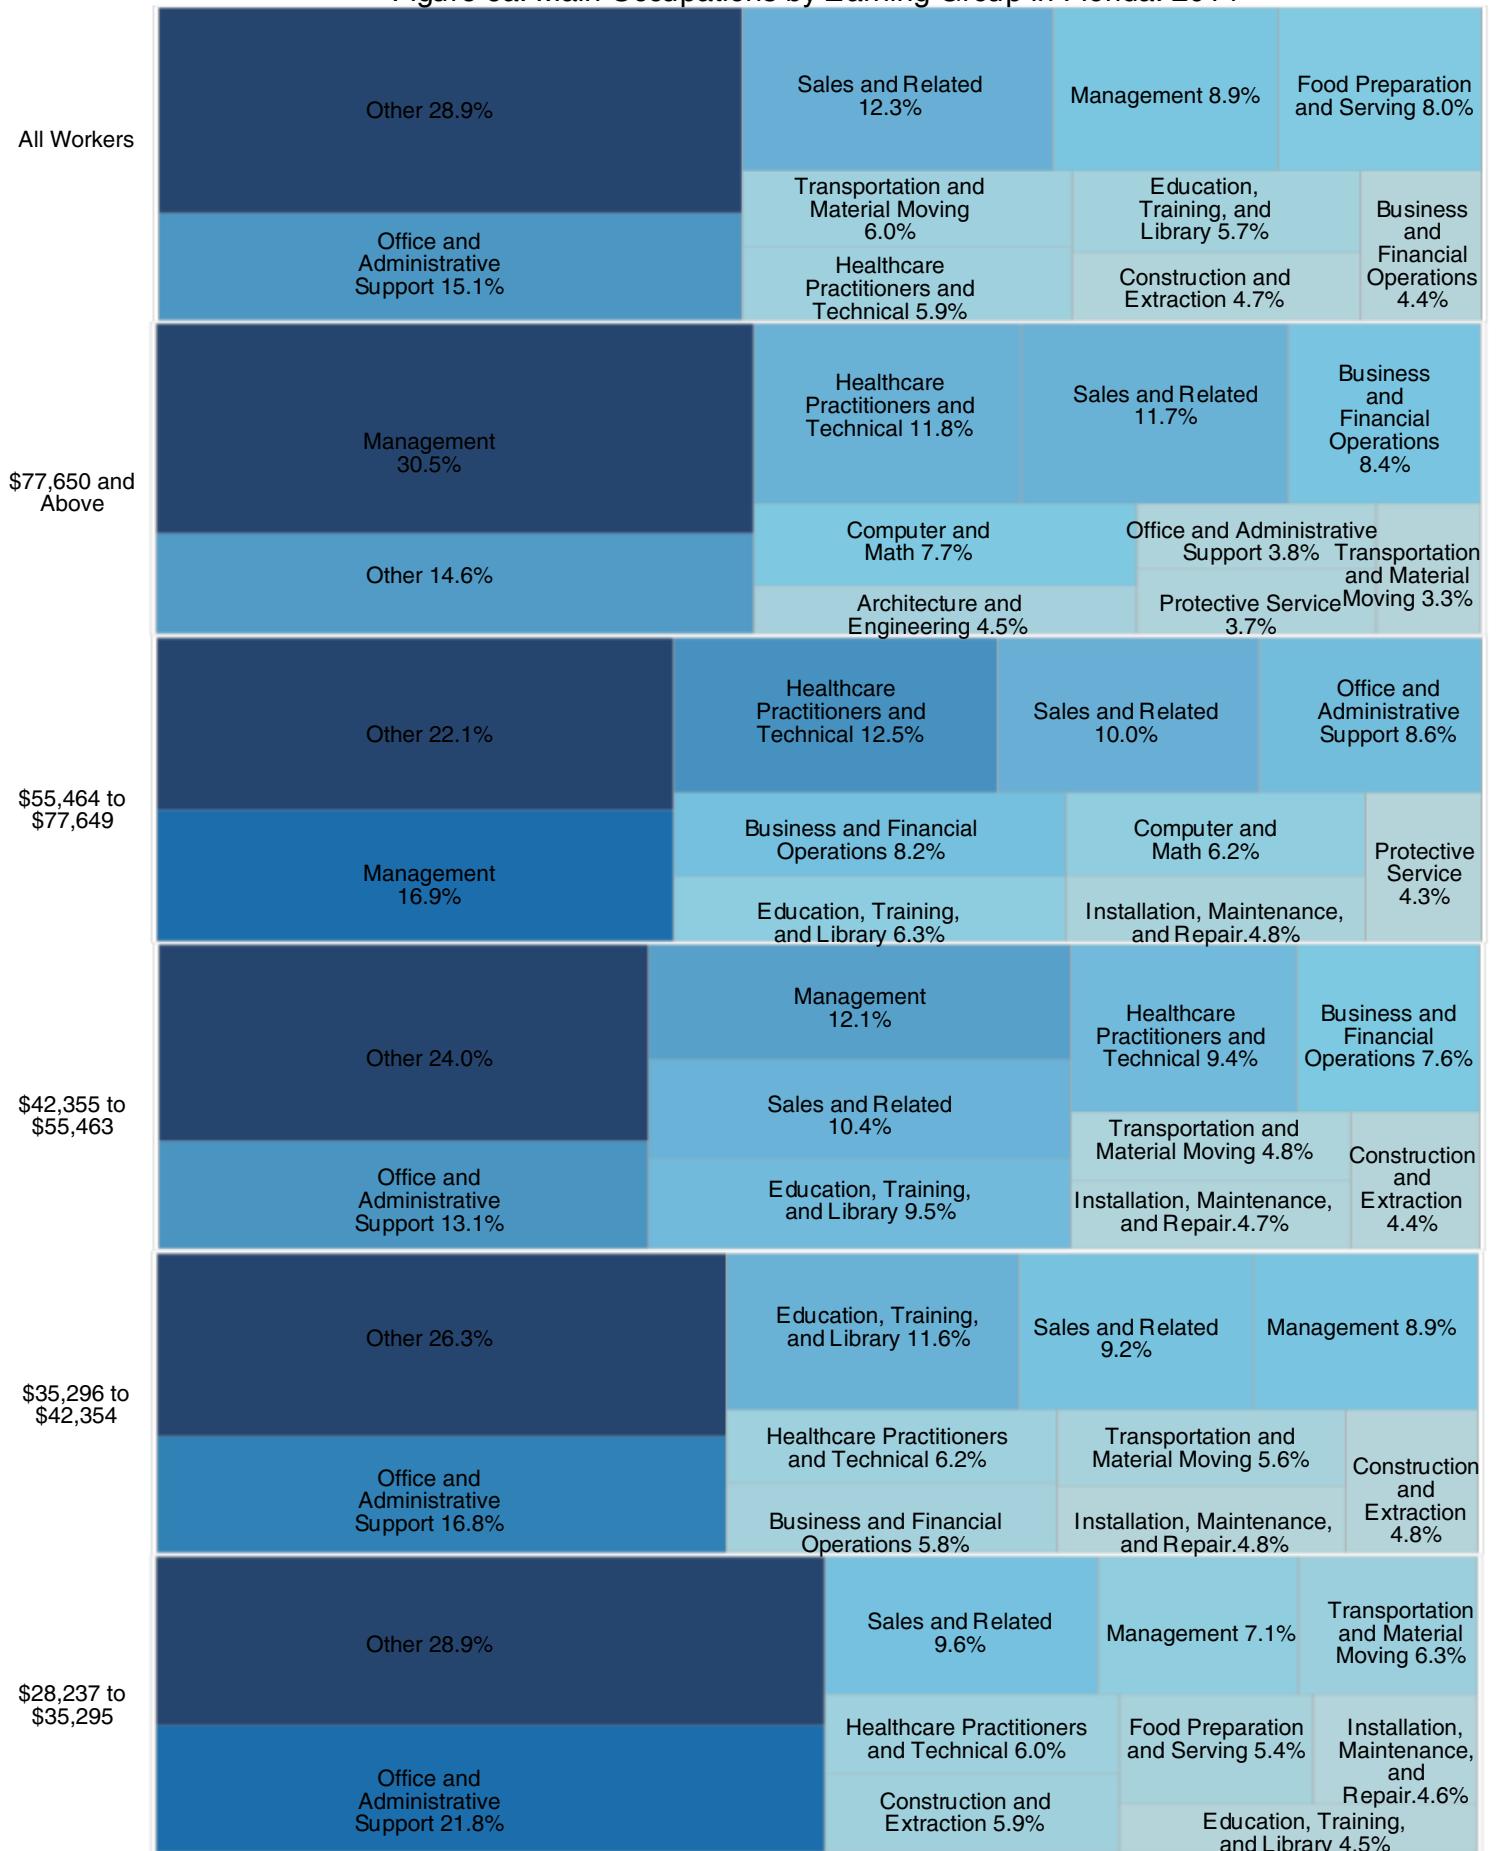 All Workers
Other 28.9%
Office and
Administrative
Support 15.1%
Sales and Related
12.3%
Management 8.9%
Food Preparation
and Serving 8.0%
Transportation and
Material Moving
6.0%
Healthcare
Practitioners and
Technical 5.9%
Education,
Training, and
Library 5.7%
Construction and
Extraction 4.7%
Business
and
Financial
Operations
4.4%
$77,650 and
Above
Management
30.5%
Other 14.6%
Healthcare
Practitioners and
Technical 11.8%
Sales and Related
11.7%
Business
and
Financial
Operations
8.4%
Computer and
Math 7.7%
Architecture and
Engineering 4.5%
Office and Administrative
Support 3.8%
Protective Service
3.7%
Transportation
and Material
Moving 3.3%
$55,464 to
$77,649
Other 22.1%
Management
16.9%
Healthcare
Practitioners and
Technical 12.5%
Sales and Related
10.0%
Office and
Administrative
Support 8.6%
Business and Financial
Operations 8.2%
Education, Training,
and Library 6.3%
Computer and
Math 6.2%
Installation, Maintenance,
and Repair.4.8%
Protective
Service
4.3%
$42,355 to
$55,463
Other 24.0%
Office and
Administrative
Support 13.1%
Management
12.1%
Sales and Related
10.4%
Education, Training,
and Library 9.5%
Healthcare
Practitioners and
Technical 9.4%
Business and
Financial
Operations 7.6%
Transportation and
Material Moving 4.8%
Installation, Maintenance,
and Repair.4.7%
Construction
and
Extraction
4.4%
$35,296 to
$42,354
Other 26.3%
Office and
Administrative
Support 16.8%
Education, Training,
and Library 11.6%
Sales and Related
9.2%
Management 8.9%
Healthcare Practitioners
and Technical 6.2%
Business and Financial
Operations 5.8%
Transportation and
Material Moving 5.6%
Installation, Maintenance,
and Repair.4.8%
Construction
and
Extraction
4.8%
$28,237 to
$35,295
Other 28.9%
Office and
Administrative
Support 21.8%
Sales and Related
9.6%
Management 7.1%
Transportation
and Material
Moving 6.3%
Healthcare Practitioners
and Technical 6.0%
Construction and
Extraction 5.9%
Food Preparation
and Serving 5.4%
Installation,
Maintenance,
and
Repair.4.6%
Education, Training,
and Library 4.5%